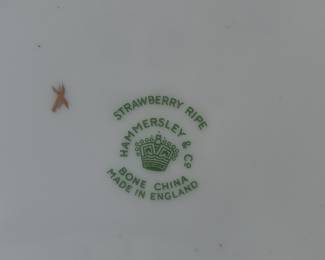 STRAWBERRY RIPE
HAMMERSLEY & Co
BONE CHINA
MADE IN ENGLAND